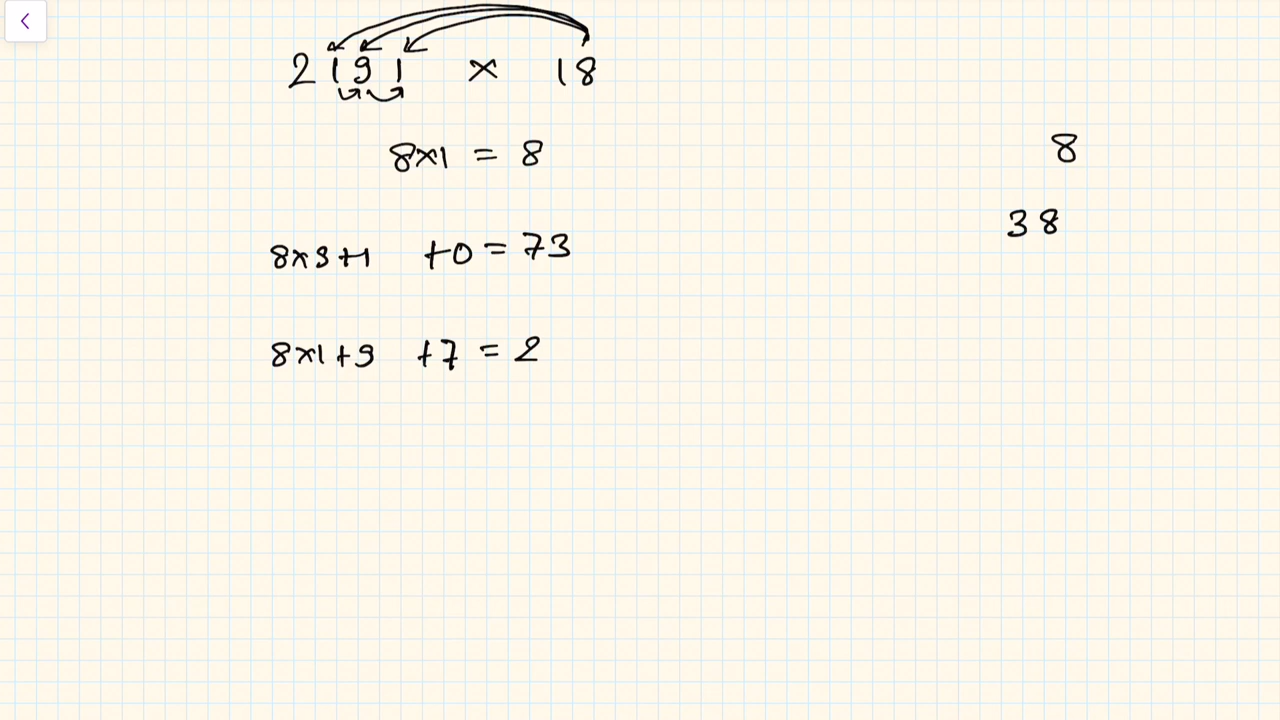 2191 × 18
8×1 = 8
8
38
8×9+1 +0 = 73
8×1+9 +7 = 2